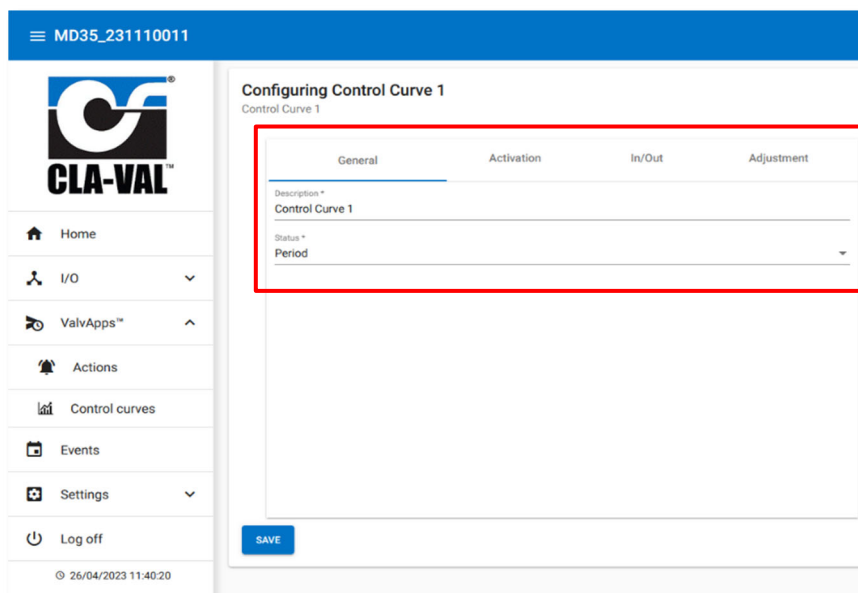 MD35_231110011
CLA-VAL™
®
Home
I/O
ValvApps™
Actions
Control curves
Events
Settings
Log off
26/04/2023 11:40:20
Configuring Control Curve 1
Control Curve 1
General Activation In/Out Adjustment
Description *
Control Curve 1
Status *
Period
SAVE